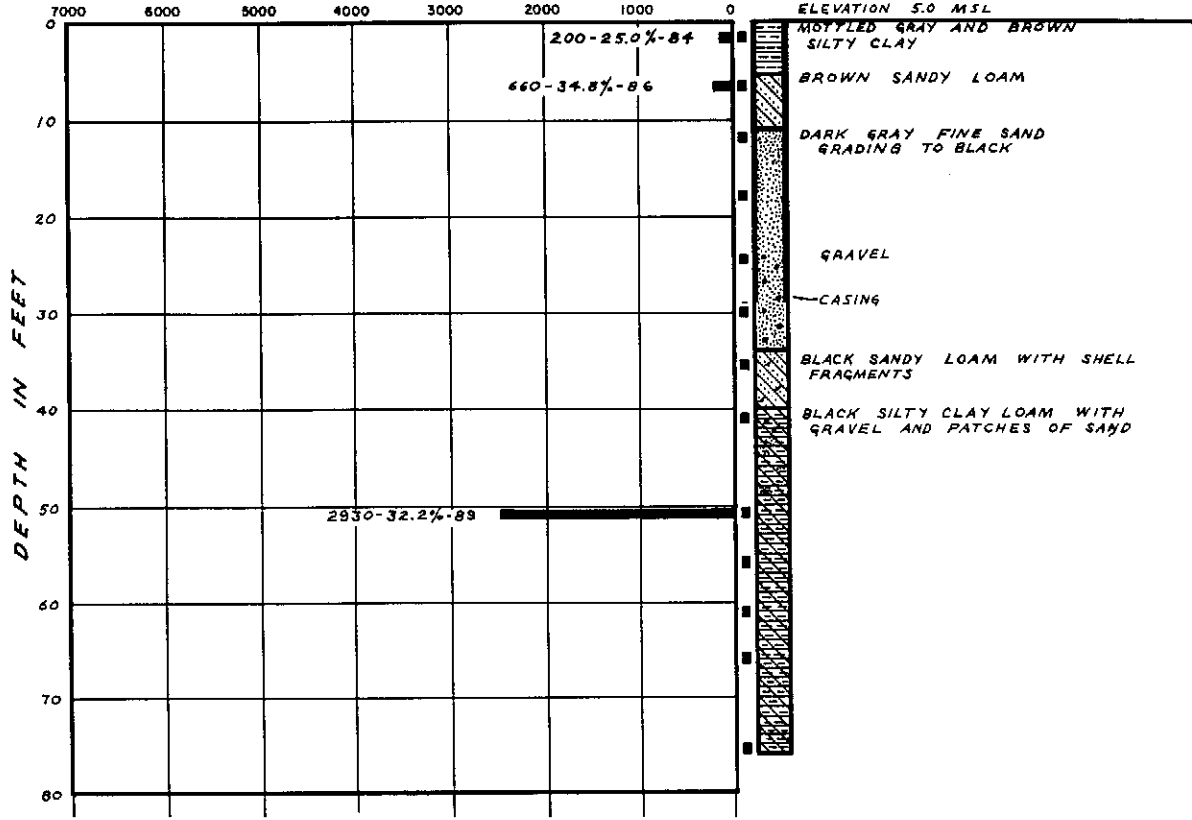 7000 6000 5000 4000 3000 2000 1000 0
ELEVATION 5.0 MSL
0
MOTTLED GRAY AND BROWN
SILTY CLAY
200-25.0%-84
BROWN SANDY LOAM
660-34.8%-86
10
DARK GRAY FINE SAND
GRADING TO BLACK
20
GRAVEL
CASING
30
BLACK SANDY LOAM WITH SHELL
FRAGMENTS
40
BLACK SILTY CLAY LOAM WITH
GRAVEL AND PATCHES OF SAND
50
2930-32.2%-89
60
70
80
DEPTH IN FEET